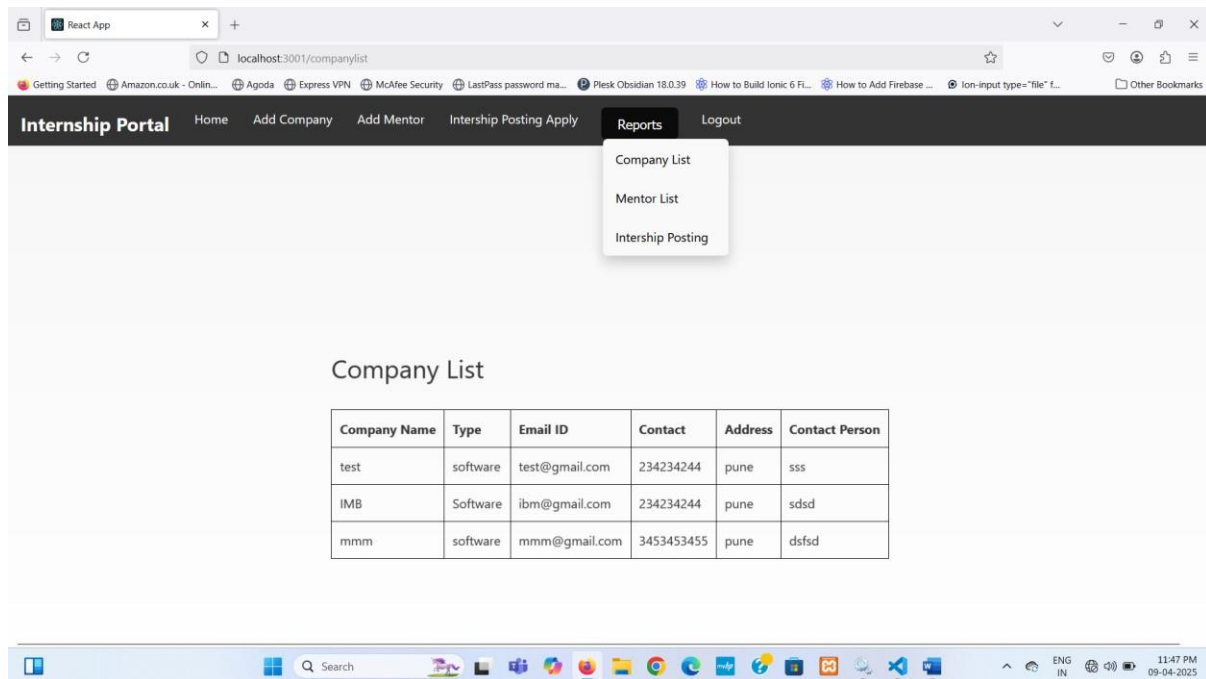 React App
localhost:3001/companylist
Getting Started Amazon.co.uk - Onlin... Agoda Express VPN McAfee Security LastPass password ma... Plesk Obsidian 18.0.39 How to Build Ionic 6 Fi... How to Add Firebase ... Ion-input type="file" f... Other Bookmarks
Internship Portal Home Add Company Add Mentor Intership Posting Apply Reports Logout
Company List
Mentor List
Intership Posting
Company List
Company Name Type Email ID Contact Address Contact Person
test software test@gmail.com 234234244 pune sss
IMB Software ibm@gmail.com 234234244 pune sdsd
mmm software mmm@gmail.com 3453453455 pune dsfsd
Search ENG 11:47 PM
IN 09-04-2025